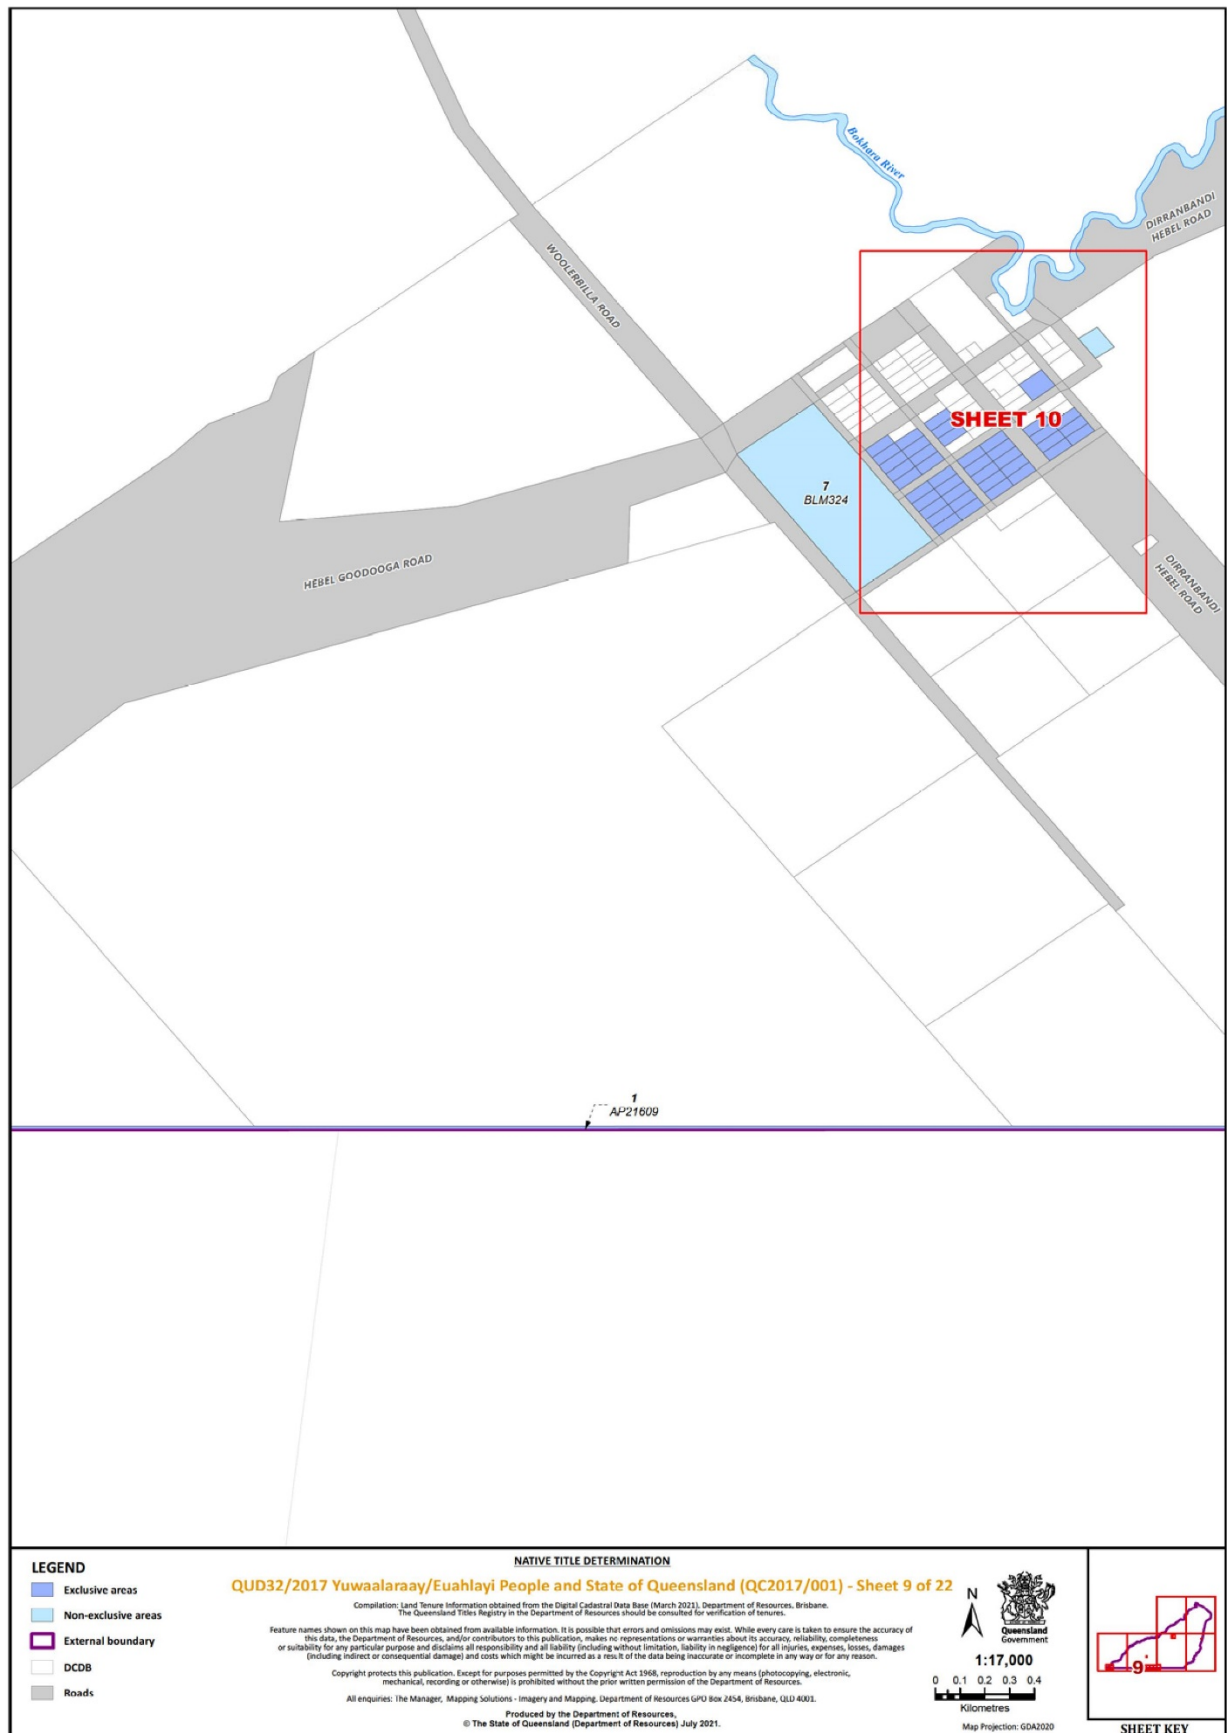 Bokhara River
DIRRANBANDI
HEBEL ROAD
WOOLERBILLA ROAD
SHEET 10
7
BLM324
HEBEL GOODOOGA ROAD
DIRRANBANDI
HEBEL ROAD
1
AP21609
LEGEND
Exclusive areas
Non-exclusive areas
External boundary
DCDB
Roads
NATIVE TITLE DETERMINATION
QUD32/2017 Yuwaalaraay/Euahlayi People and State of Queensland (QC2017/001) - Sheet 9 of 22
Compilation: Land Tenure Information obtained from the Digital Cadastral Data Base (March 2021), Department of Resources, Brisbane.
The Queensland Titles Registry in the Department of Resources should be consulted for verification of tenures.
Feature names shown on this map have been obtained from available information. It is possible that errors and omissions may exist. While every care is taken to ensure the accuracy of
this data, the Department of Resources, and/or contributors to this publication, makes no representations or warranties about its accuracy, reliability, completeness
or suitability for any particular purpose and disclaims all responsibility and all liability (including without limitation, liability in negligence) for all injuries, expenses, losses, damages
(including indirect or consequential damage) and costs which might be incurred as a result of the data being inaccurate or incomplete in any way or for any reason.
Copyright protects this publication. Except for purposes permitted by the Copyright Act 1968, reproduction by any means (photocopying, electronic,
mechanical, recording or otherwise) is prohibited without the prior written permission of the Department of Resources.
All enquiries: The Manager, Mapping Solutions - Imagery and Mapping, Department of Resources GPO Box 2454, Brisbane, QLD 4001.
Produced by the Department of Resources,
© The State of Queensland (Department of Resources) July 2021.
N
Queensland
Government
1:17,000
0 0.1 0.2 0.3 0.4
Kilometres
Map Projection: GDA2020
9
SHEET KEY